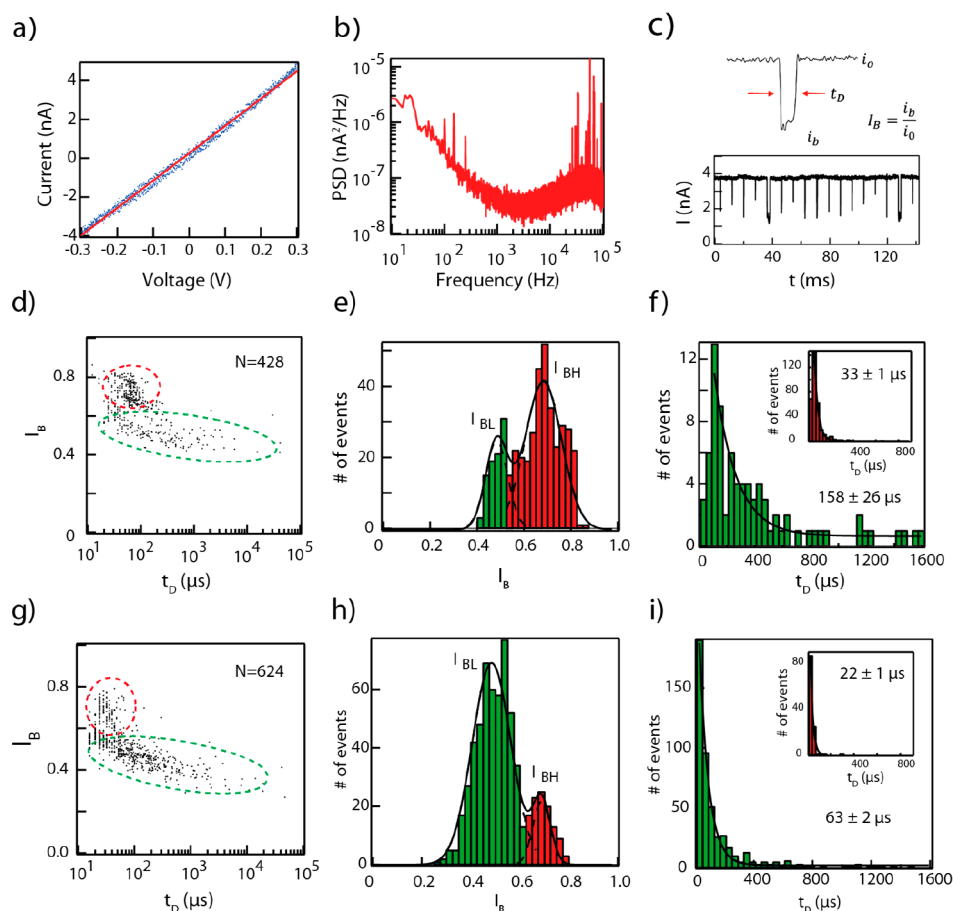 a)
Current (nA)
4
2
0
-2
-4
-0.3 -0.2 -0.1 0 0.1 0.2 0.3
Voltage (V)
b)
PSD (nA²/Hz)
10⁻⁵
10⁻⁶
10⁻⁷
10⁻⁸
10¹ 10² 10³ 10⁴ 10⁵
Frequency (Hz)
c)
i₀
t_D
I_B = i_b/i_0
i_b
I (nA)
4
2
0
0 40 80 120
t (ms)
d)
N=428
I_B
0.8
0.4
0
10¹ 10² 10³ 10⁴ 10⁵
t_D (µs)
e)
# of events
40
20
0
I_BL
I_BH
0 0.4 0.6 0.8 1.0
I_B
f)
# of events
12
9
6
4
0
0 400 800 1200 1600
t_D (µs)
158 ± 26 µs
# of events
120
80
40
0
33 ± 1 µs
0 400 800
t_D (µs)
g)
N=624
I_B
0.8
0.4
0.0
10¹ 10² 10³ 10⁴ 10⁵
t_D (µs)
h)
# of events
60
40
20
0
I_BL
I_BH
0 0.4 0.6 0.8 1.0
I_B
i)
# of events
150
100
50
0
0 400 800 1200 1600
t_D (µs)
63 ± 2 µs
# of events
80
40
0
22 ± 1 µs
0 400 800
t_D (µs)